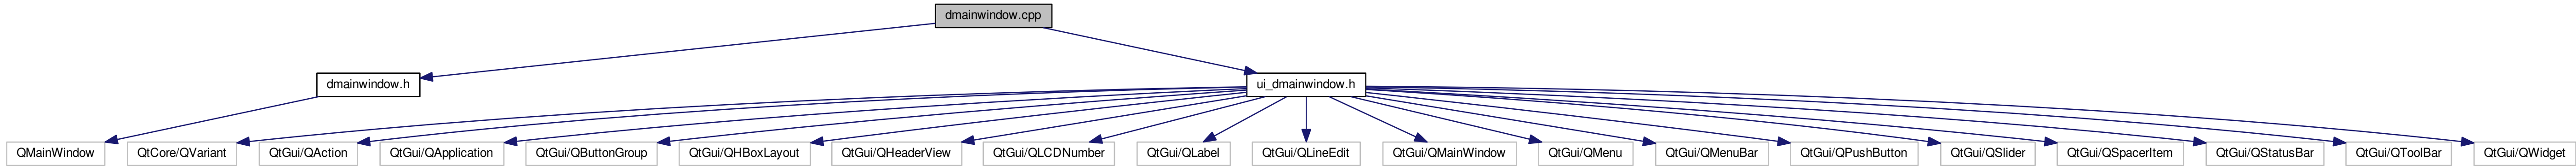 dmainwindow.cpp
dmainwindow.h
ui_dmainwindow.h
QMainWindow
QtCore/QVariant
QtGui/QAction
QtGui/QApplication
QtGui/QButtonGroup
QtGui/QHBoxLayout
QtGui/QHeaderView
QtGui/QLCDNumber
QtGui/QLabel
QtGui/QLineEdit
QtGui/QMainWindow
QtGui/QMenu
QtGui/QMenuBar
QtGui/QPushButton
QtGui/QSlider
QtGui/QSpacerItem
QtGui/QStatusBar
QtGui/QToolBar
QtGui/QWidget